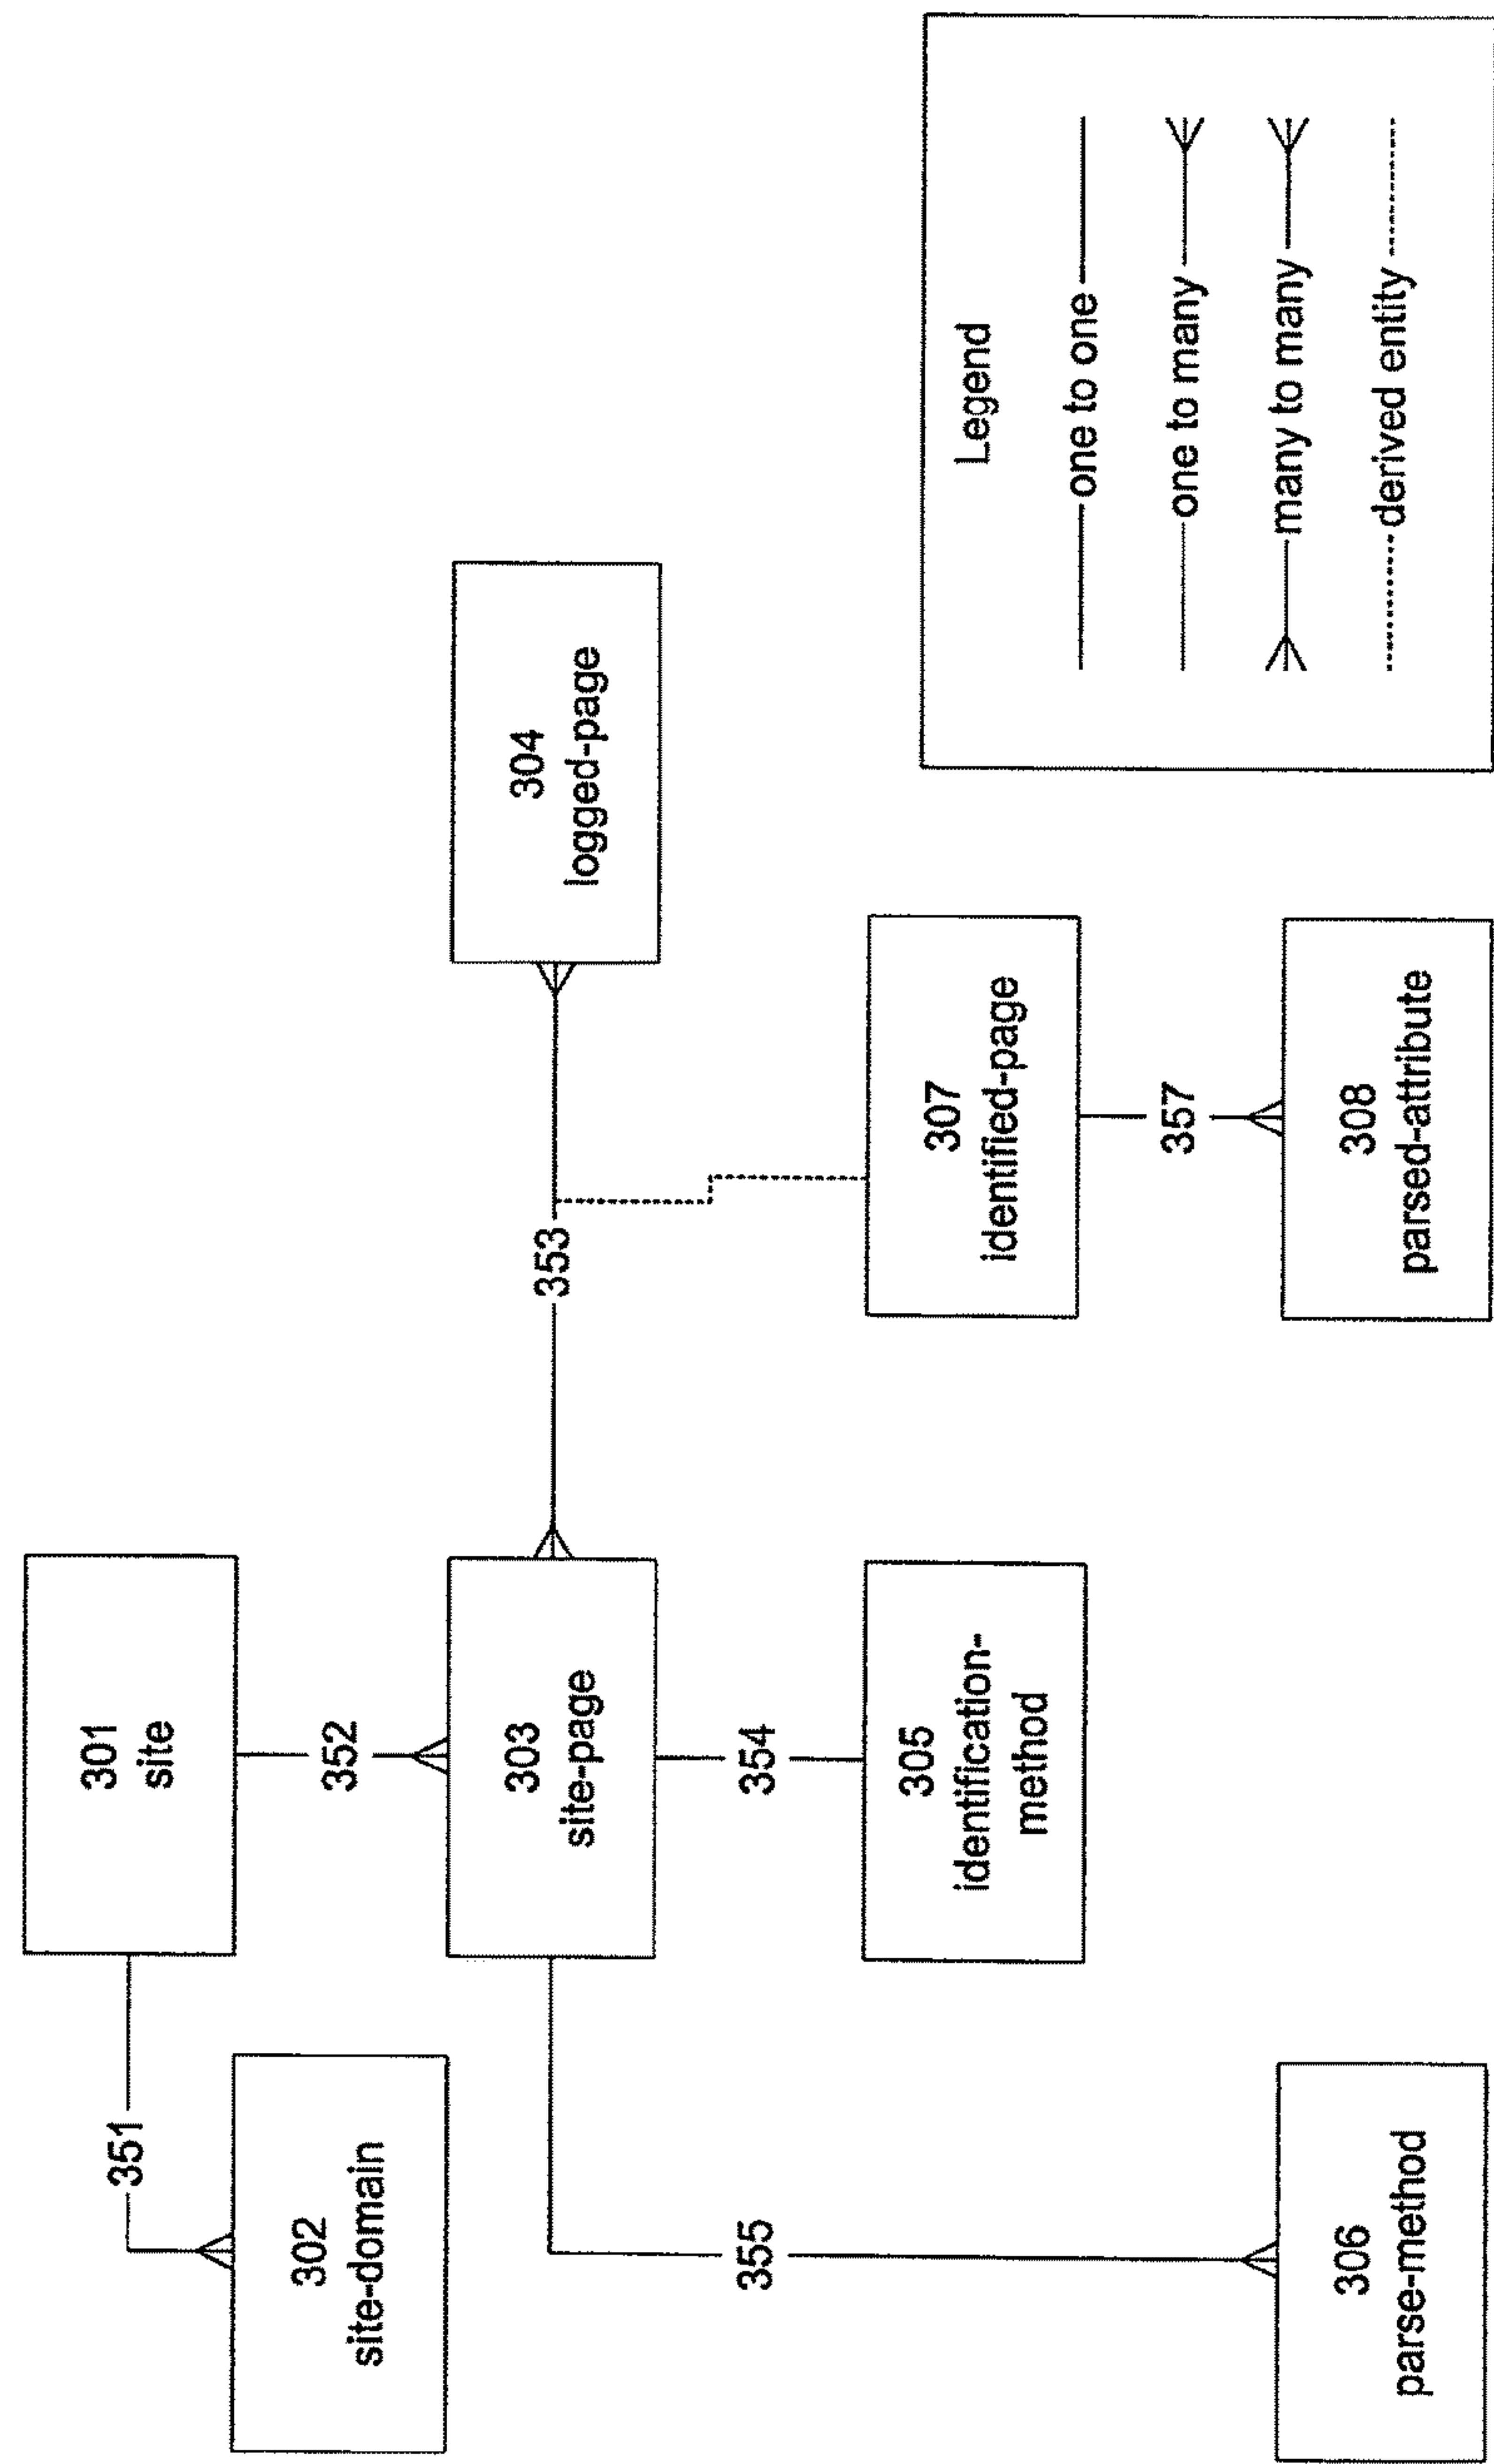 301
site
351
352
302
site-domain
303
site-page
353
304
logged-page
354
355
305
identification-
method
307
identified-page
357
306
parse-method
308
parsed-attribute
Legend
one to one
one to many
many to many
derived entity